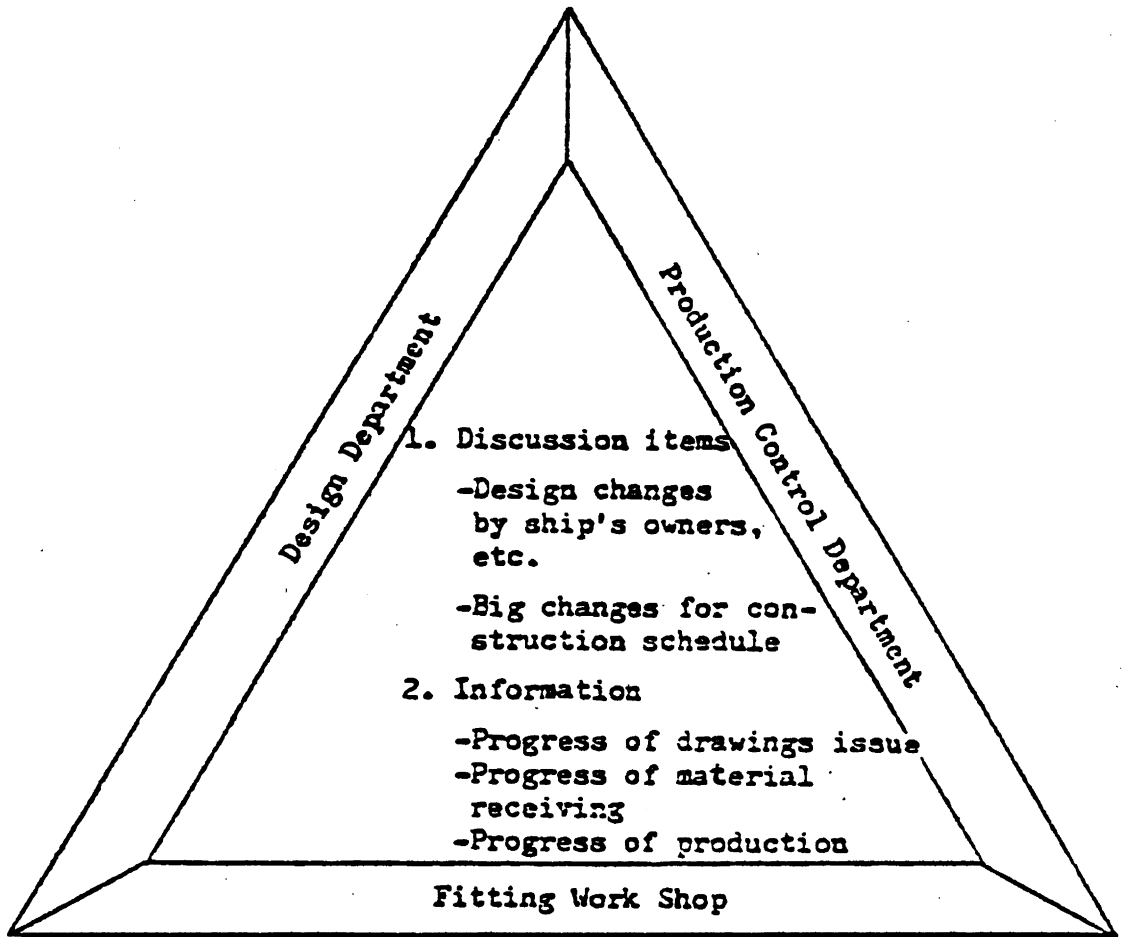 Design Department
Production Control Department
1. Discussion items
-Design changes
by ship's owners,
etc.
-Big changes for con-
struction schedule
2. Information
-Progress of drawings issue
-Progress of material
receiving
-Progress of production
Fitting Work Shop